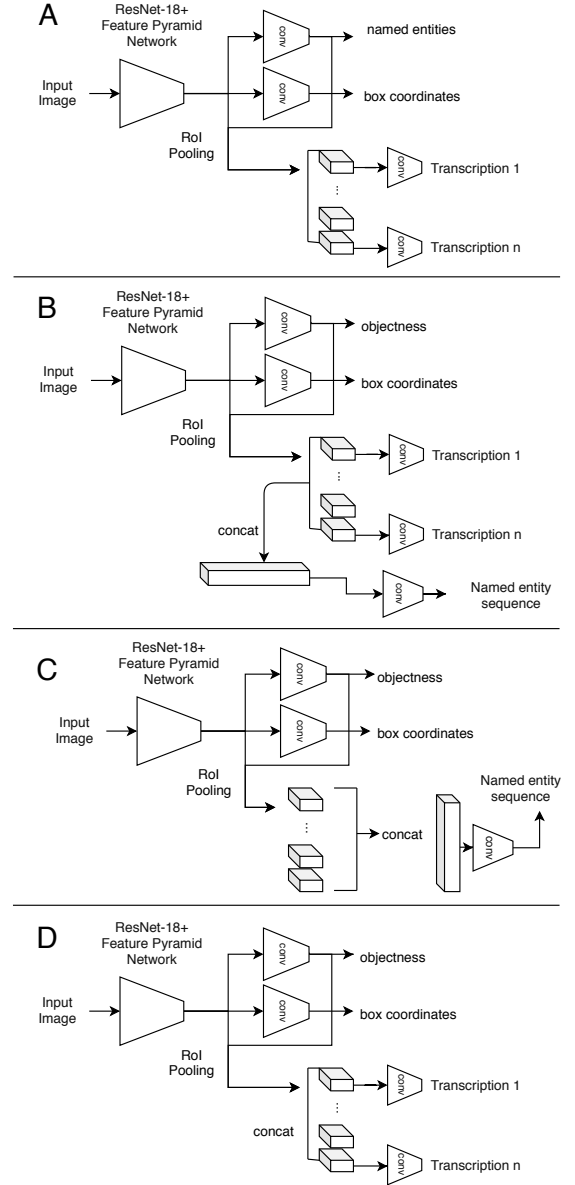 A
ResNet-18+
Feature Pyramid
Network
Input
Image
conv
named entities
conv
box coordinates
RoI
Pooling
conv
Transcription 1
...
conv
Transcription n
B
ResNet-18+
Feature Pyramid
Network
Input
Image
conv
objectness
conv
box coordinates
RoI
Pooling
conv
Transcription 1
...
concat
conv
Transcription n
conv
Named entity
sequence
C
ResNet-18+
Feature Pyramid
Network
Input
Image
conv
objectness
conv
box coordinates
RoI
Pooling
...
concat
conv
Named entity
sequence
D
ResNet-18+
Feature Pyramid
Network
Input
Image
conv
objectness
conv
box coordinates
RoI
Pooling
conv
Transcription 1
...
concat
conv
Transcription n